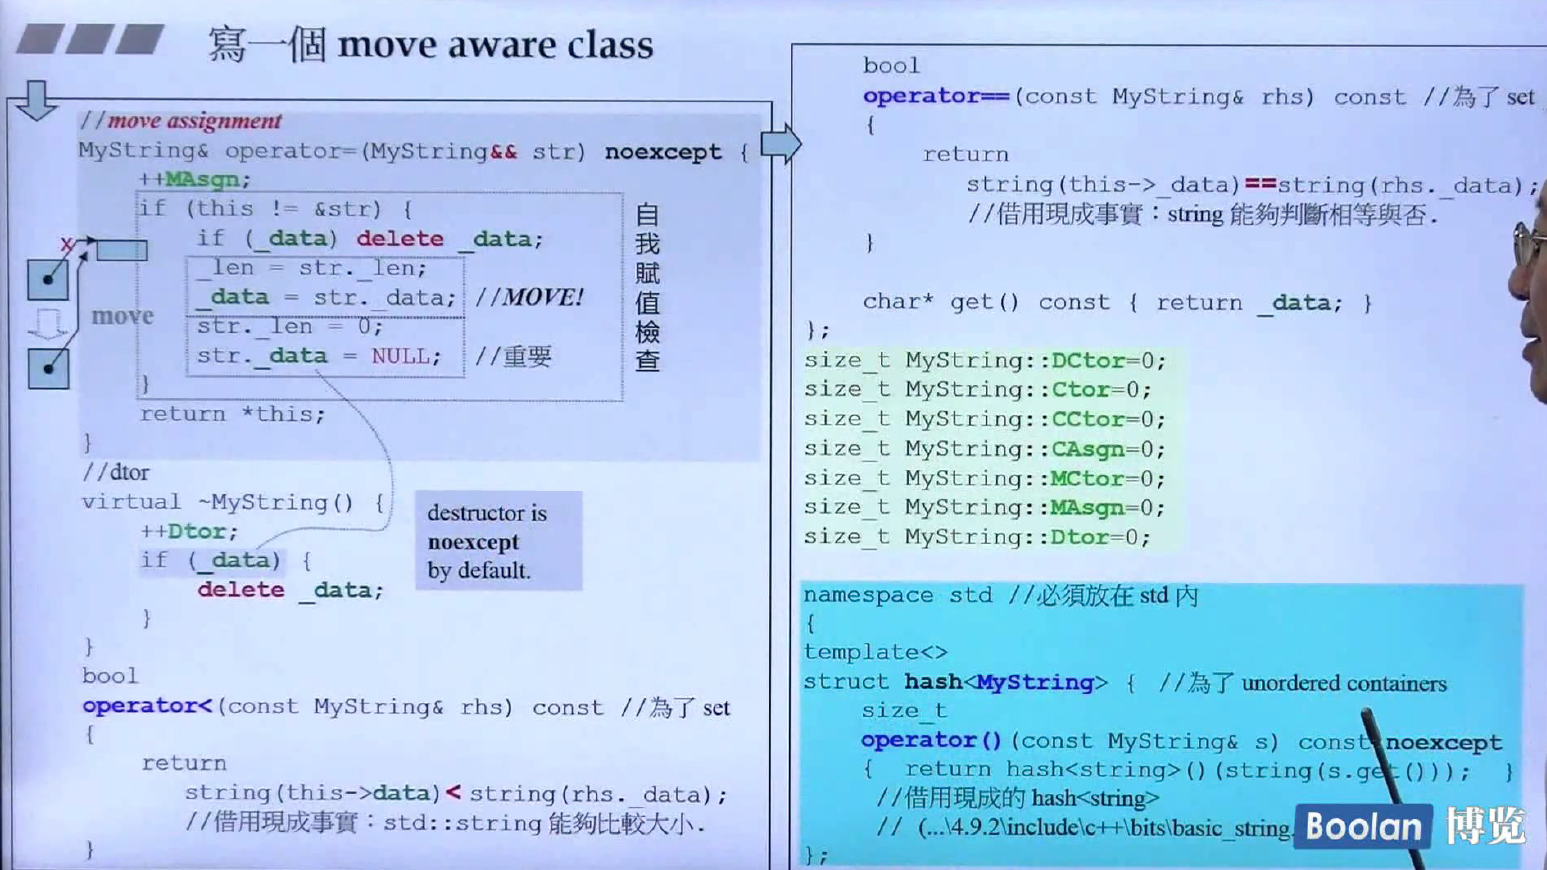 寫一個 move aware class
//move assignment
MyString& operator=(MyString&& str) noexcept {
++MAsgn;
if (this != &str) {
if (_data) delete _data;
_len = str._len;
_data = str._data; //MOVE!
str._len = 0;
str._data = NULL; //重要
}
return *this;
}
自我賦值檢查
x
move
//dtor
virtual ~MyString() {
++Dtor;
if (_data) {
delete _data;
}
}
destructor is
noexcept
by default.
bool
operator<(const MyString& rhs) const //為了 set
{
return
string(this->data)< string(rhs._data);
//借用現成事實：std::string 能夠比較大小.
}
bool
operator==(const MyString& rhs) const //為了 set
{
return
string(this->_data)==string(rhs._data);
//借用現成事實：string 能夠判斷相等與否.
}
char* get() const { return _data; }
};
size_t MyString::DCtor=0;
size_t MyString::Ctor=0;
size_t MyString::CCtor=0;
size_t MyString::CAsgn=0;
size_t MyString::MCtor=0;
size_t MyString::MAsgn=0;
size_t MyString::Dtor=0;
namespace std //必須放在 std 內
{
template<>
struct hash<MyString> { //為了 unordered containers
size_t
operator()(const MyString& s) const noexcept
{ return hash<string>()(string(s.get())); }
//借用現成的 hash<string>
// (...\4.9.2\include\c++\bits\basic_string.
};
Boolan 博览